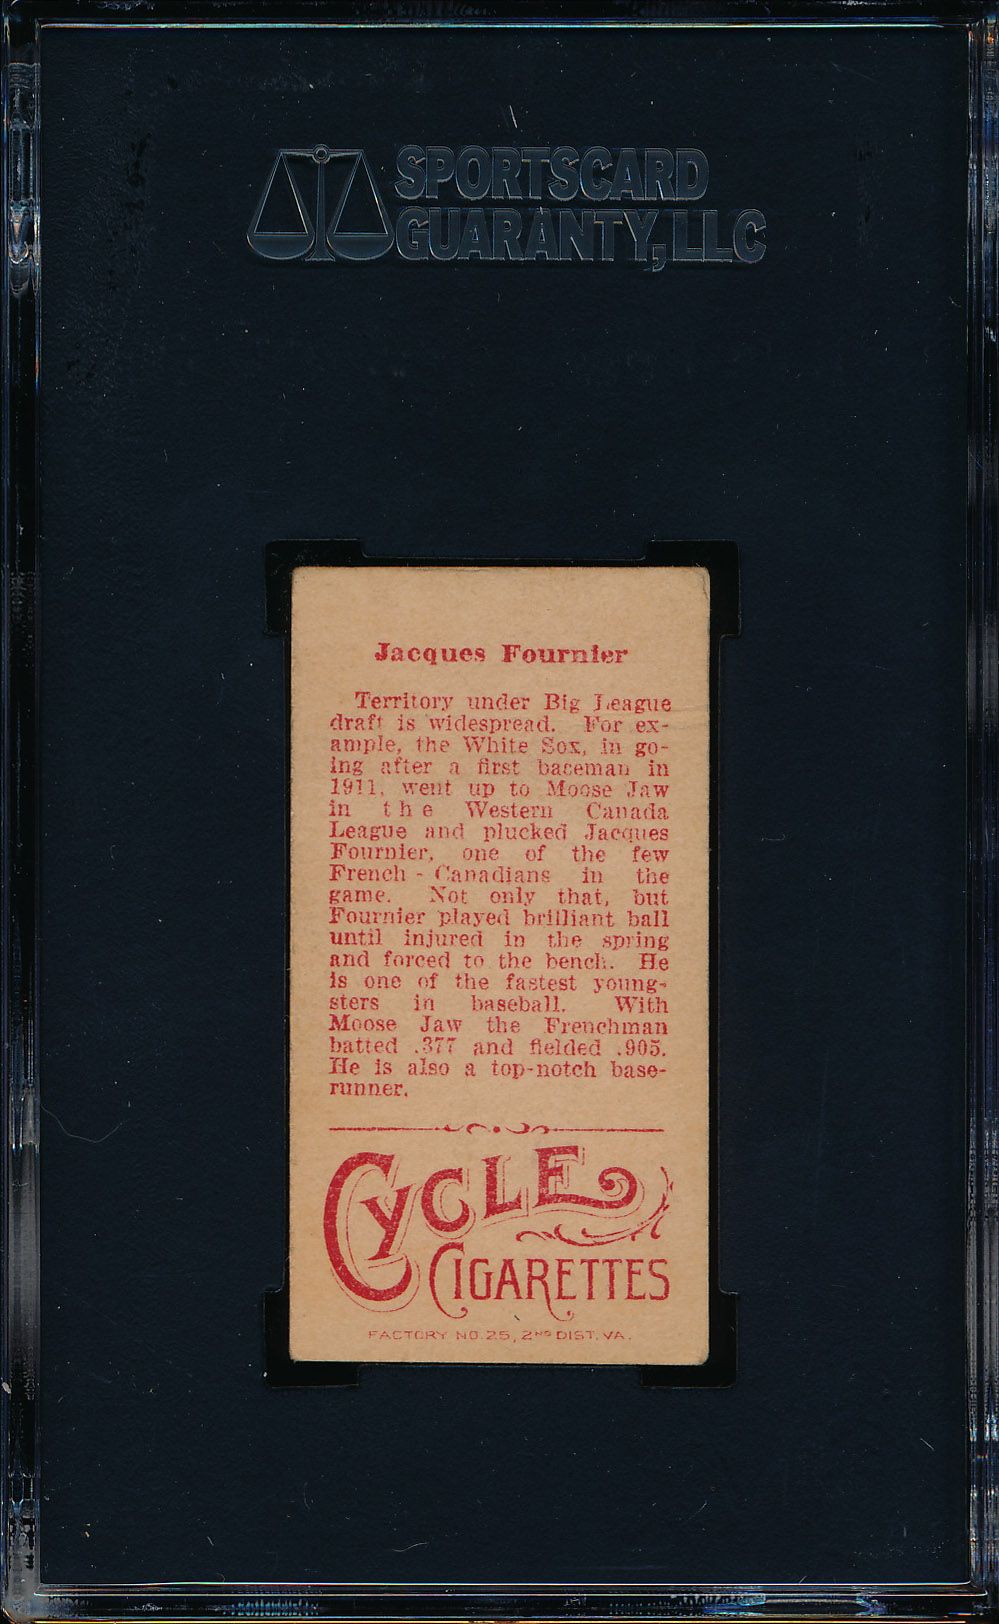 SPORTSCARD
GUARANTY, LLC
Jacques Fournier
Territory under Big League
draft is widespread. For ex-
ample, the White Sox, in go-
ing after a first baseman in
1911, went up to Moose Jaw
in the Western Canada
League and plucked Jacques
Fournier, one of the few
French - Canadians in the
game. Not only that, but
Fournier played brilliant ball
until injured in the spring
and forced to the bench. He
is one of the fastest young-
sters in baseball. With
Moose Jaw the Frenchman
batted .377 and fielded .905.
He is also a top-notch base-
runner.
CYCLE
CIGARETTES
FACTORY NO. 25, 2ND DIST. VA.